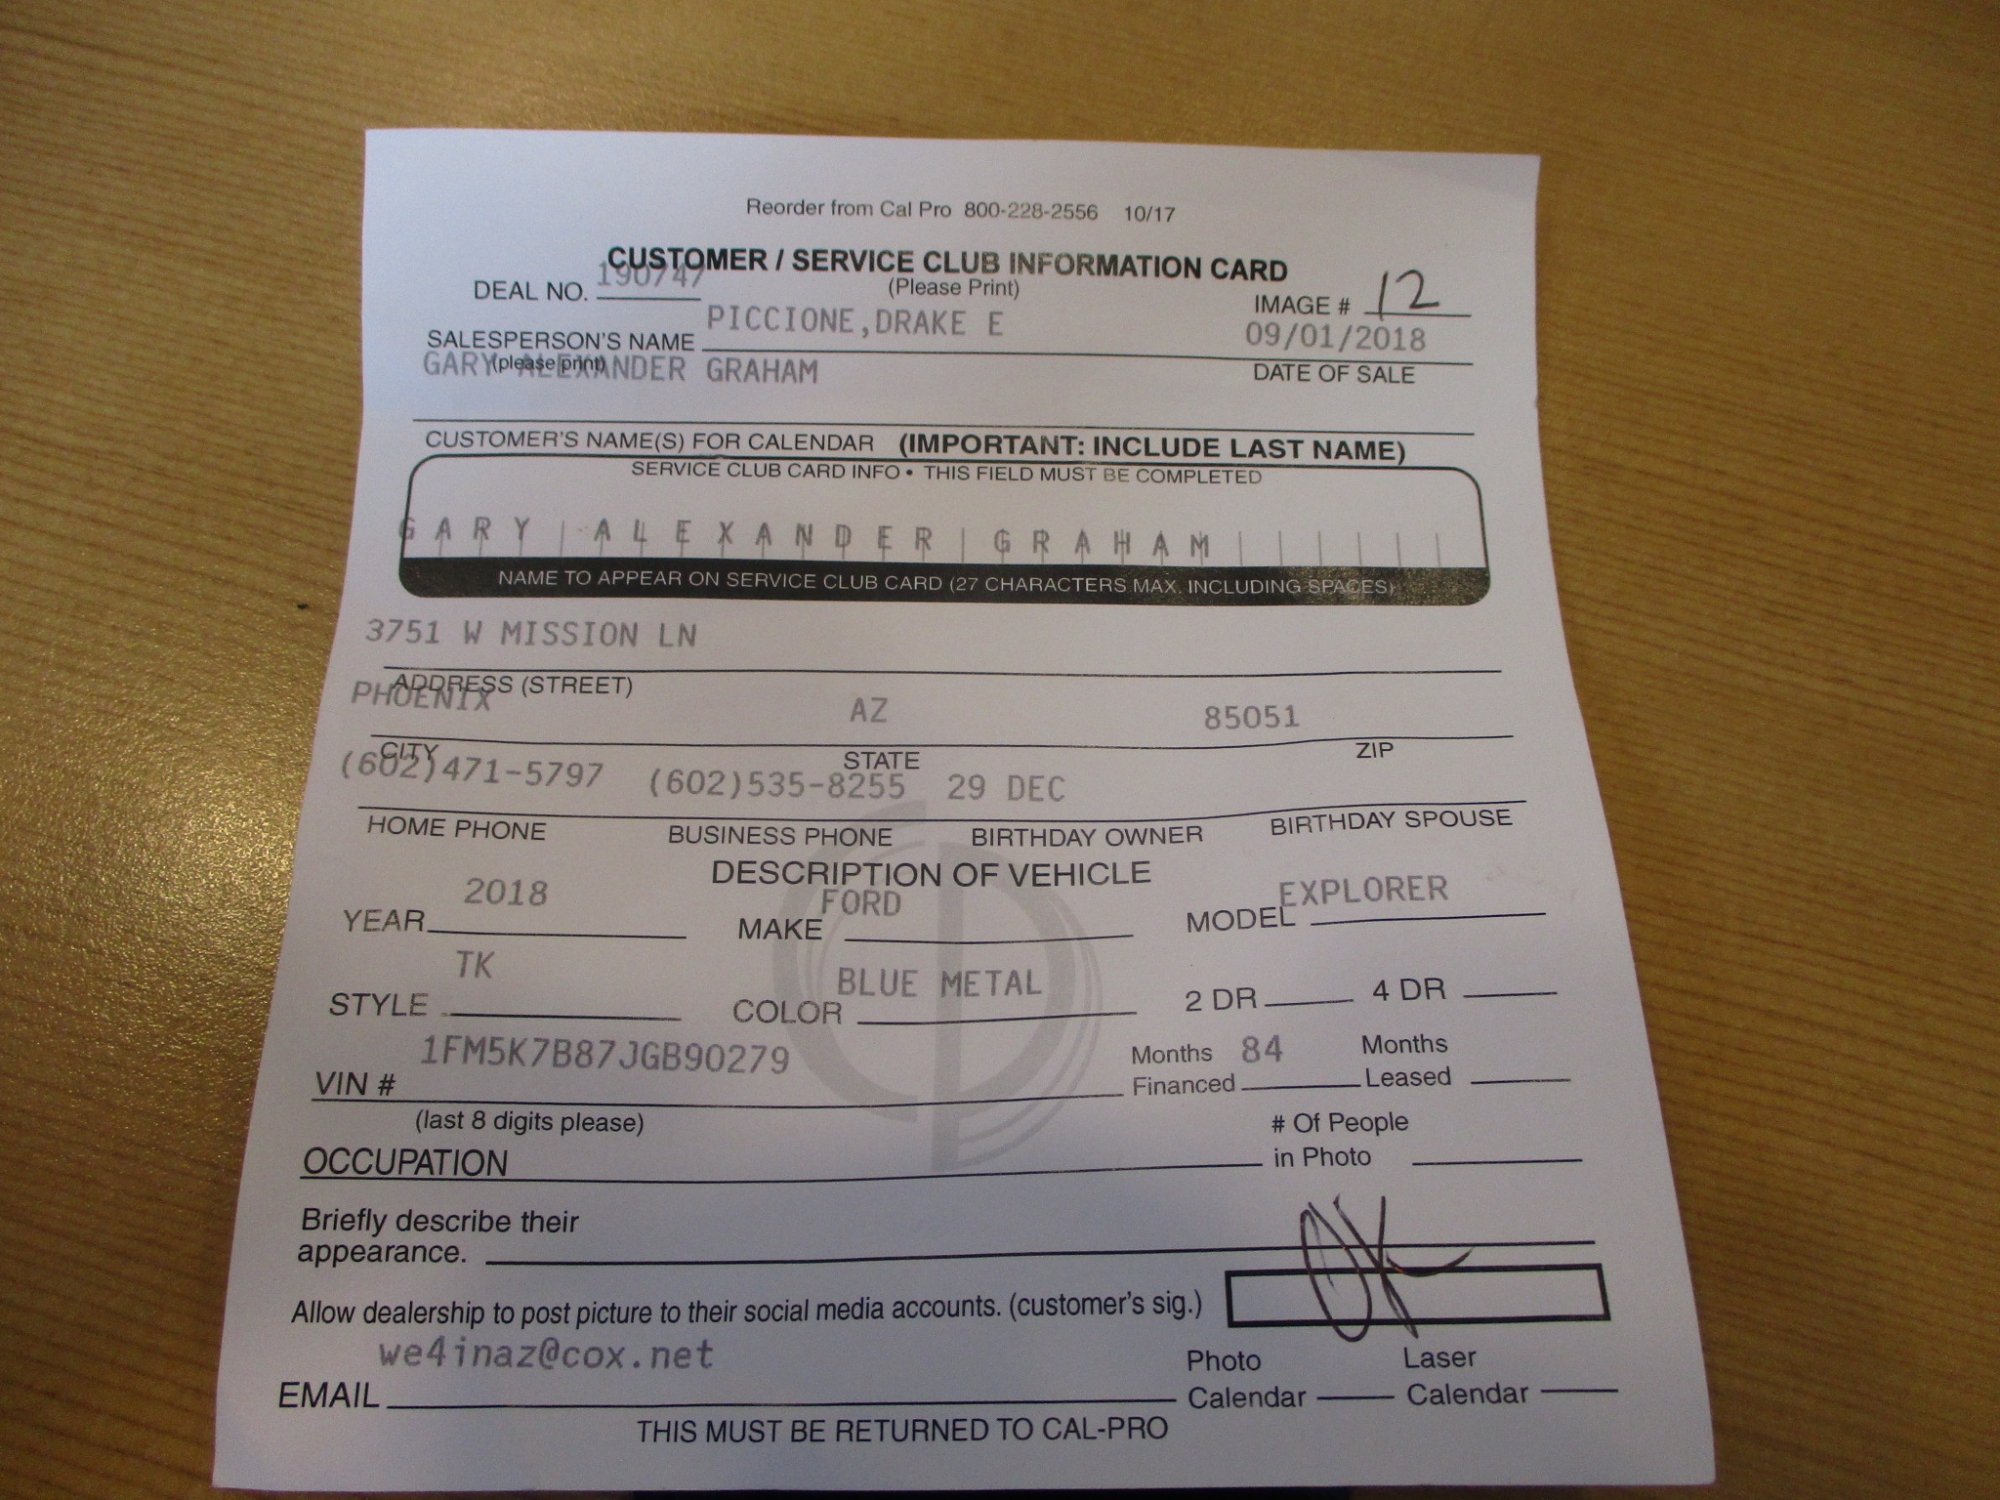 Reorder from Cal Pro 800-228-2556 10/17
CUSTOMER / SERVICE CLUB INFORMATION CARD
DEAL NO. 190747 (Please Print) IMAGE # 12
SALESPERSON'S NAME PICCIONE,DRAKE E 09/01/2018
(please print) DATE OF SALE
GARY ALEXANDER GRAHAM
CUSTOMER'S NAME(S) FOR CALENDAR (IMPORTANT: INCLUDE LAST NAME)
SERVICE CLUB CARD INFO • THIS FIELD MUST BE COMPLETED
GARY ALEXANDER GRAHAM
NAME TO APPEAR ON SERVICE CLUB CARD (27 CHARACTERS MAX. INCLUDING SPACES)
3751 W MISSION LN
ADDRESS (STREET)
PHOENIX AZ 85051
CITY STATE ZIP
(602)471-5797 (602)535-8255 29 DEC
HOME PHONE BUSINESS PHONE BIRTHDAY OWNER BIRTHDAY SPOUSE
DESCRIPTION OF VEHICLE
YEAR 2018 MAKE FORD MODEL EXPLORER
STYLE TK COLOR BLUE METAL 2 DR 4 DR
VIN # 1FM5K7B87JGB90279 Months Financed 84 Months Leased
(last 8 digits please) # Of People
OCCUPATION in Photo
Briefly describe their
appearance.
OK
Allow dealership to post picture to their social media accounts. (customer's sig.)
we4inaz@cox.net Photo Laser
EMAIL Calendar Calendar
THIS MUST BE RETURNED TO CAL-PRO